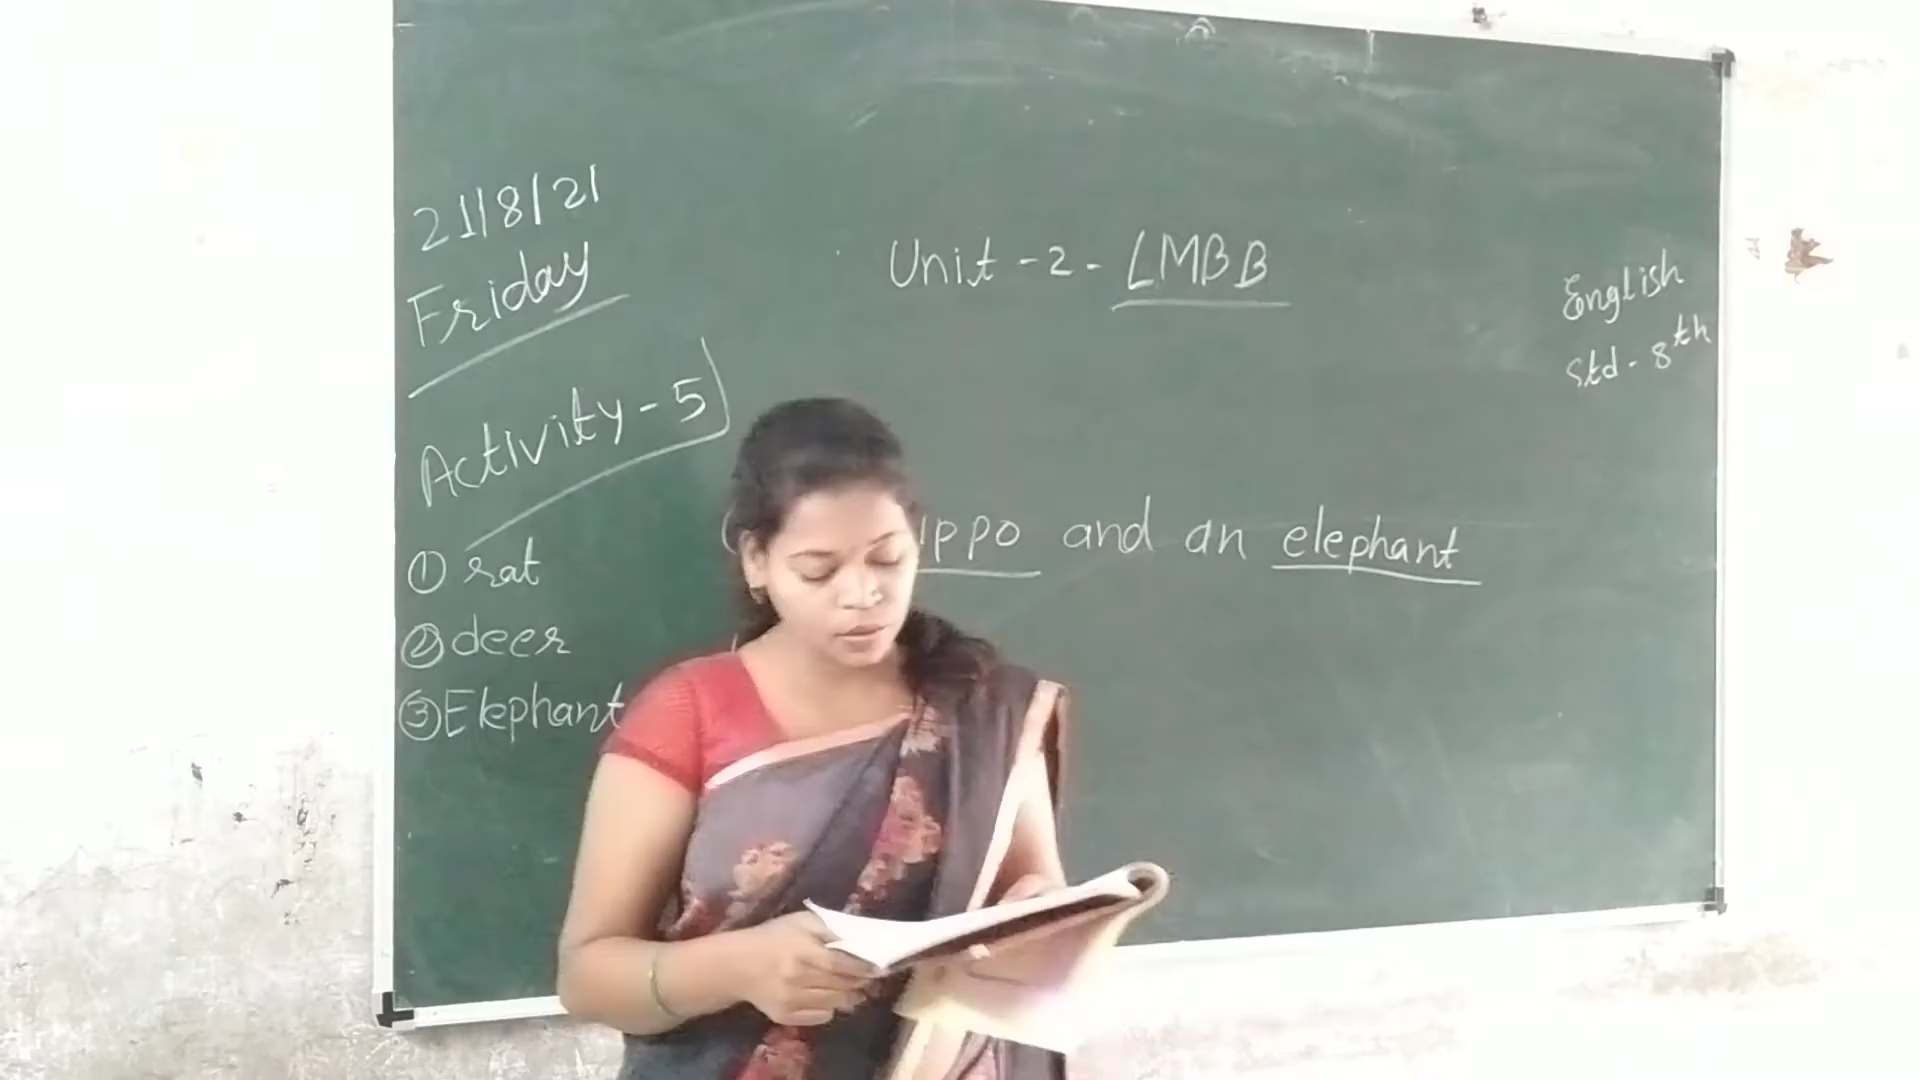 21/8/21
Friday
Unit - 2 - LMBB
English
Std - 8th
Activity - 5
and an elephant
① rat
② deer
③ Elephant